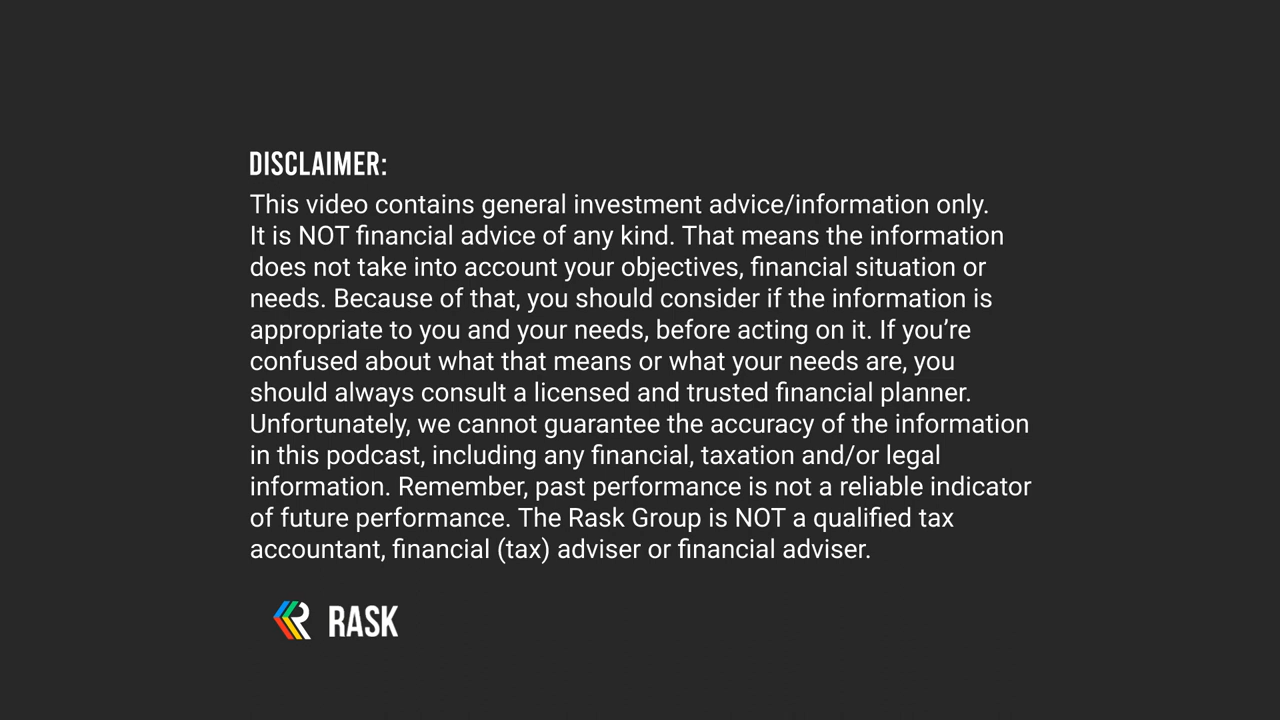 DISCLAIMER:
This video contains general investment advice/information only.
It is NOT financial advice of any kind. That means the information
does not take into account your objectives, financial situation or
needs. Because of that, you should consider if the information is
appropriate to you and your needs, before acting on it. If you’re
confused about what that means or what your needs are, you
should always consult a licensed and trusted financial planner.
Unfortunately, we cannot guarantee the accuracy of the information
in this podcast, including any financial, taxation and/or legal
information. Remember, past performance is not a reliable indicator
of future performance. The Rask Group is NOT a qualified tax
accountant, financial (tax) adviser or financial adviser.
RASK